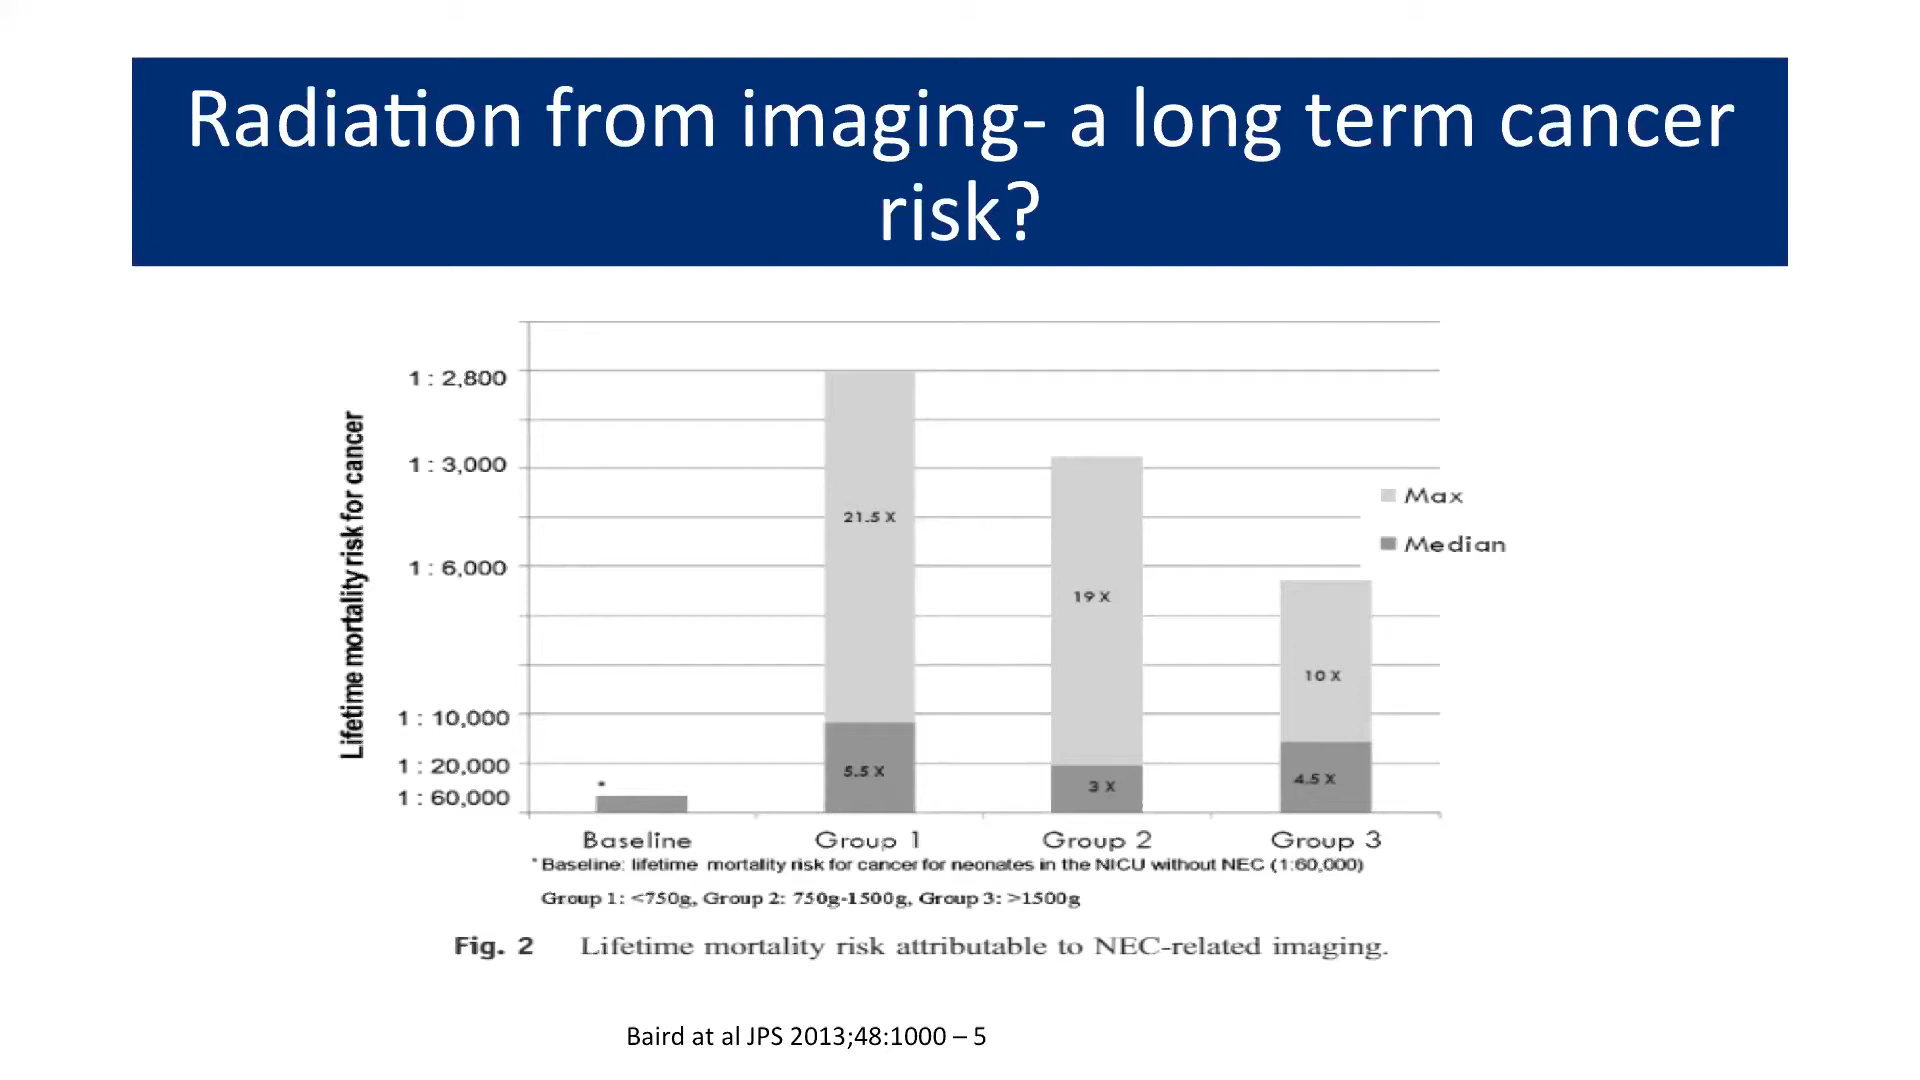 Radiation from imaging- a long term cancer
risk?
Lifetime mortality risk for cancer
1 : 2,800
1 : 3,000
1 : 6,000
1 : 10,000
1 : 20,000
1 : 60,000
21.5 X
19 X
10 X
5.5 X
3 X
4.5 X
*
Max
Median
Baseline Group 1 Group 2 Group 3
* Baseline: lifetime mortality risk for cancer for neonates in the NICU without NEC (1:60,000)
Group 1: <750g, Group 2: 750g-1500g, Group 3: >1500g
Fig. 2 Lifetime mortality risk attributable to NEC-related imaging.
Baird at al JPS 2013;48:1000 – 5